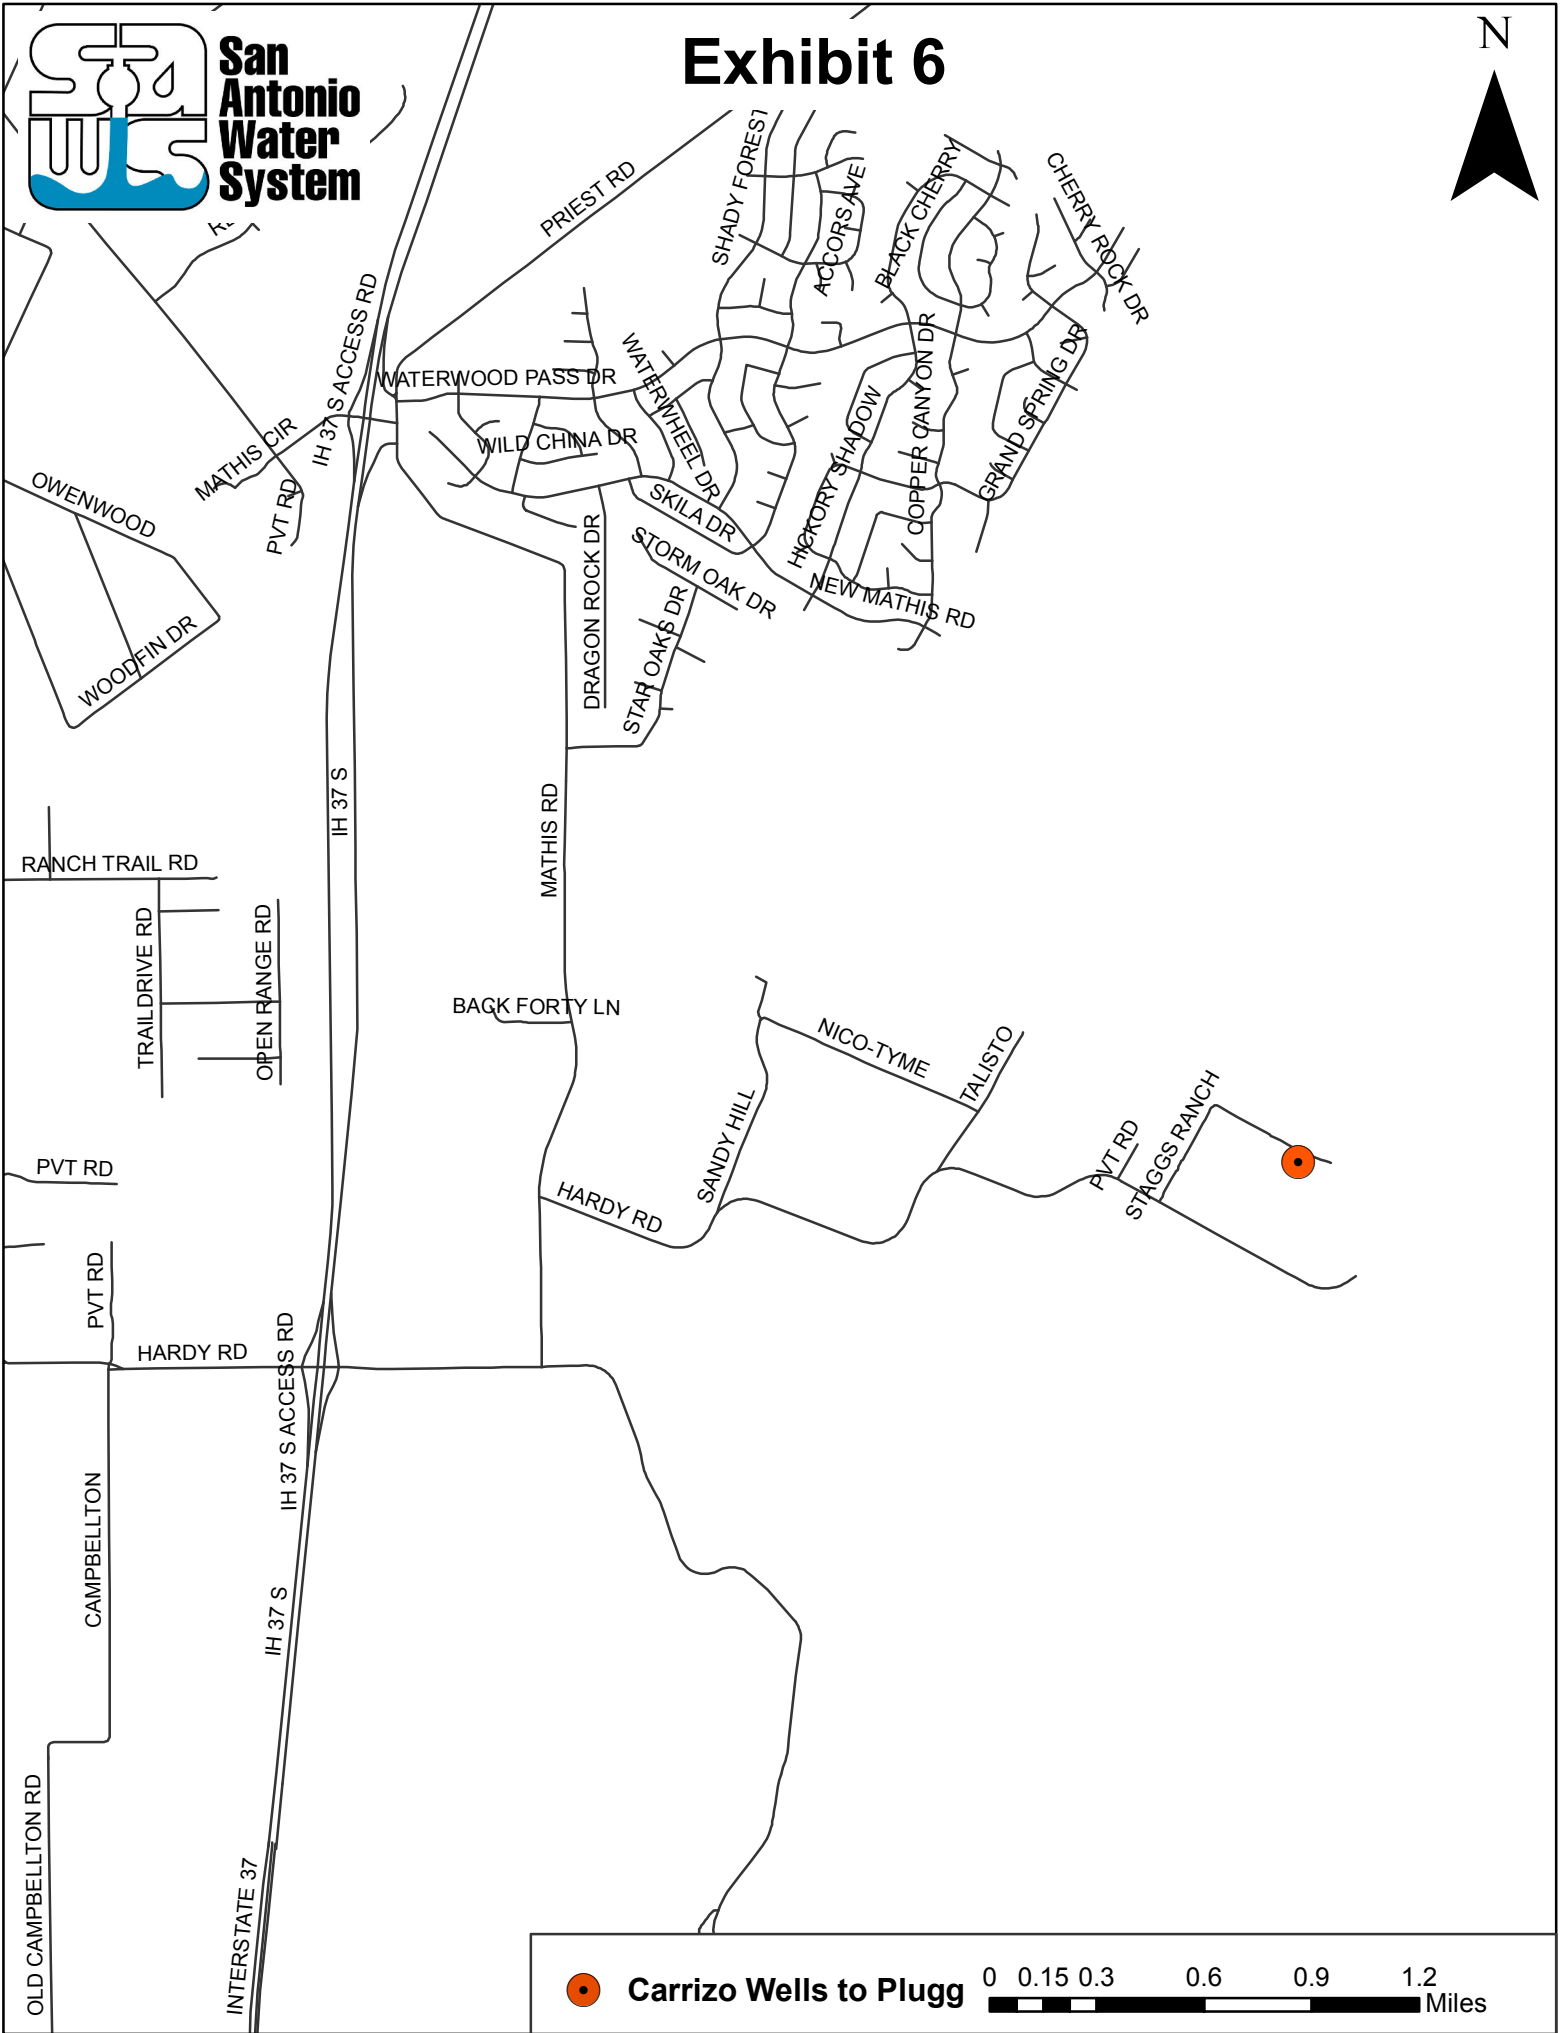 San
Antonio
Water
System
Exhibit 6
N
PRIEST RD
SHADY FOREST
ACCORS AVE
BLACK CHERRY
CHERRY ROCK DR
IH 37 S ACCESS RD
WATERWOOD PASS DR
WATERWHEEL DR
WILD CHINA DR
MATHIS CIR
PVT RD
OWENWOOD
WOODFIN DR
SKILA DR
STORM OAK DR
HICKORY SHADOW
COPPER CANYON DR
GRAND SPRING DR
NEW MATHIS RD
DRAGON ROCK DR
STAR OAKS DR
IH 37 S
MATHIS RD
RANCH TRAIL RD
TRAILDRIVE RD
OPEN RANGE RD
BACK FORTY LN
NICO-TYME
TALISTO
SANDY HILL
PVT RD
STAGGS RANCH
PVT RD
HARDY RD
PVT RD
HARDY RD
IH 37 S ACCESS RD
CAMPBELLTON
IH 37 S
OLD CAMPBELLTON RD
INTERSTATE 37
Carrizo Wells to Plugg
0 0.15 0.3 0.6 0.9 1.2
Miles